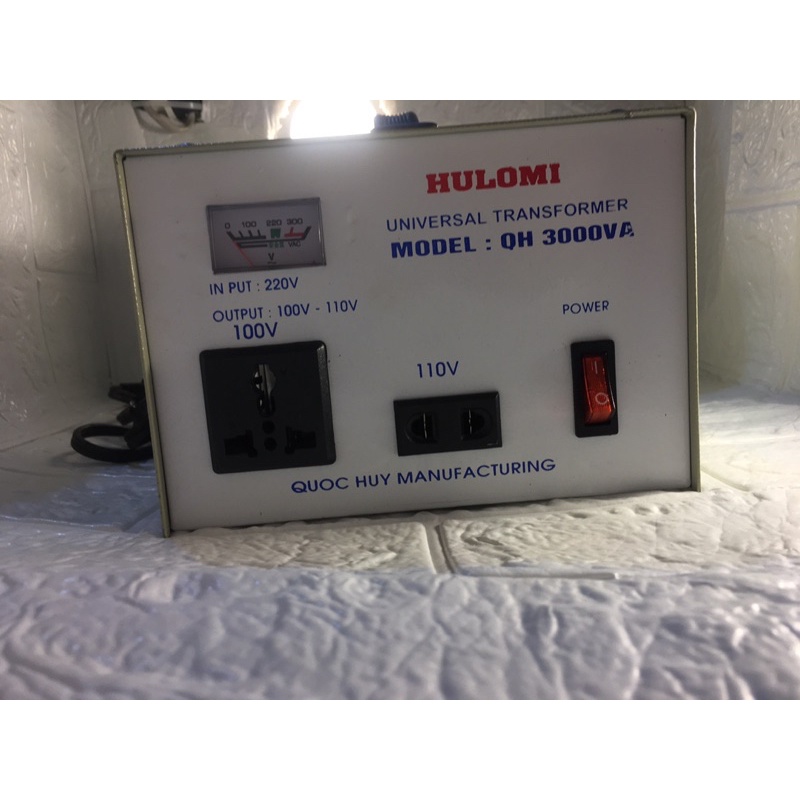 HULOMI
UNIVERSAL TRANSFORMER
MODEL : QH 3000VA
0 100 220 300
VAC
V
IN PUT : 220V
OUTPUT : 100V - 110V
100V
110V
POWER
QUOC HUY MANUFACTURING